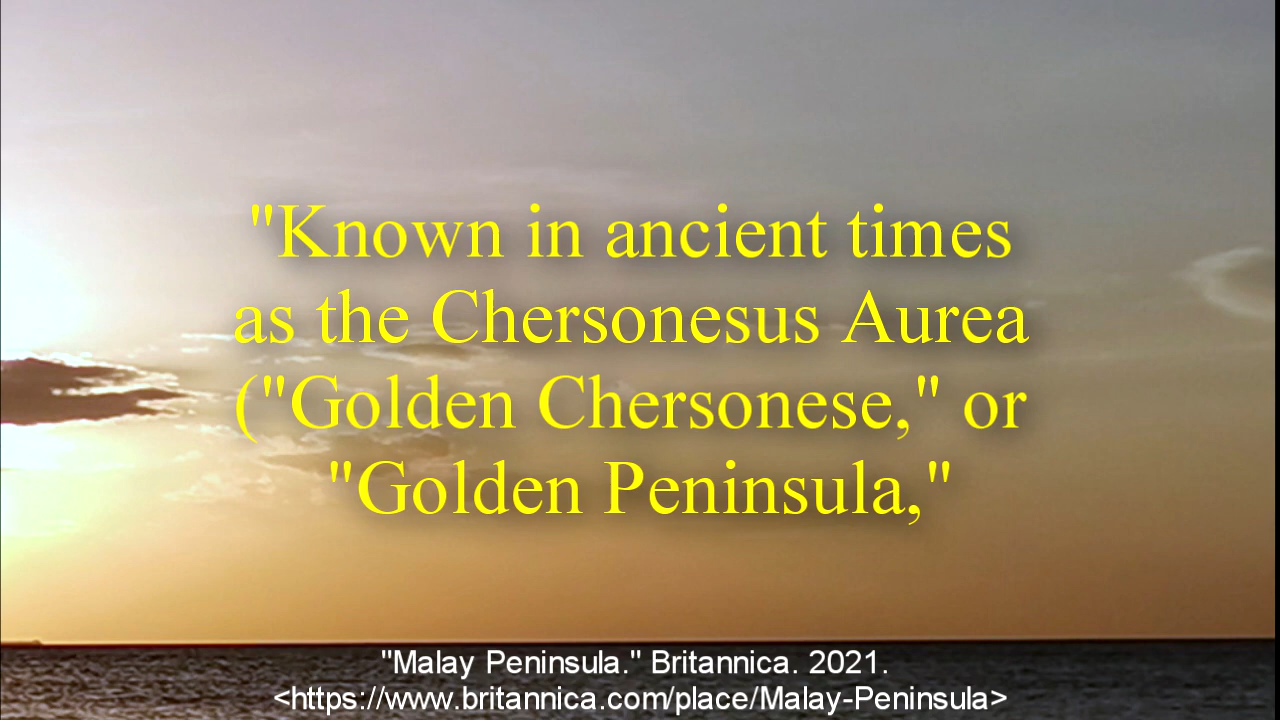 "Known in ancient times
as the Chersonesus Aurea
("Golden Chersonese," or
"Golden Peninsula,"
"Malay Peninsula." Britannica. 2021.
<https://www.britannica.com/place/Malay-Peninsula>